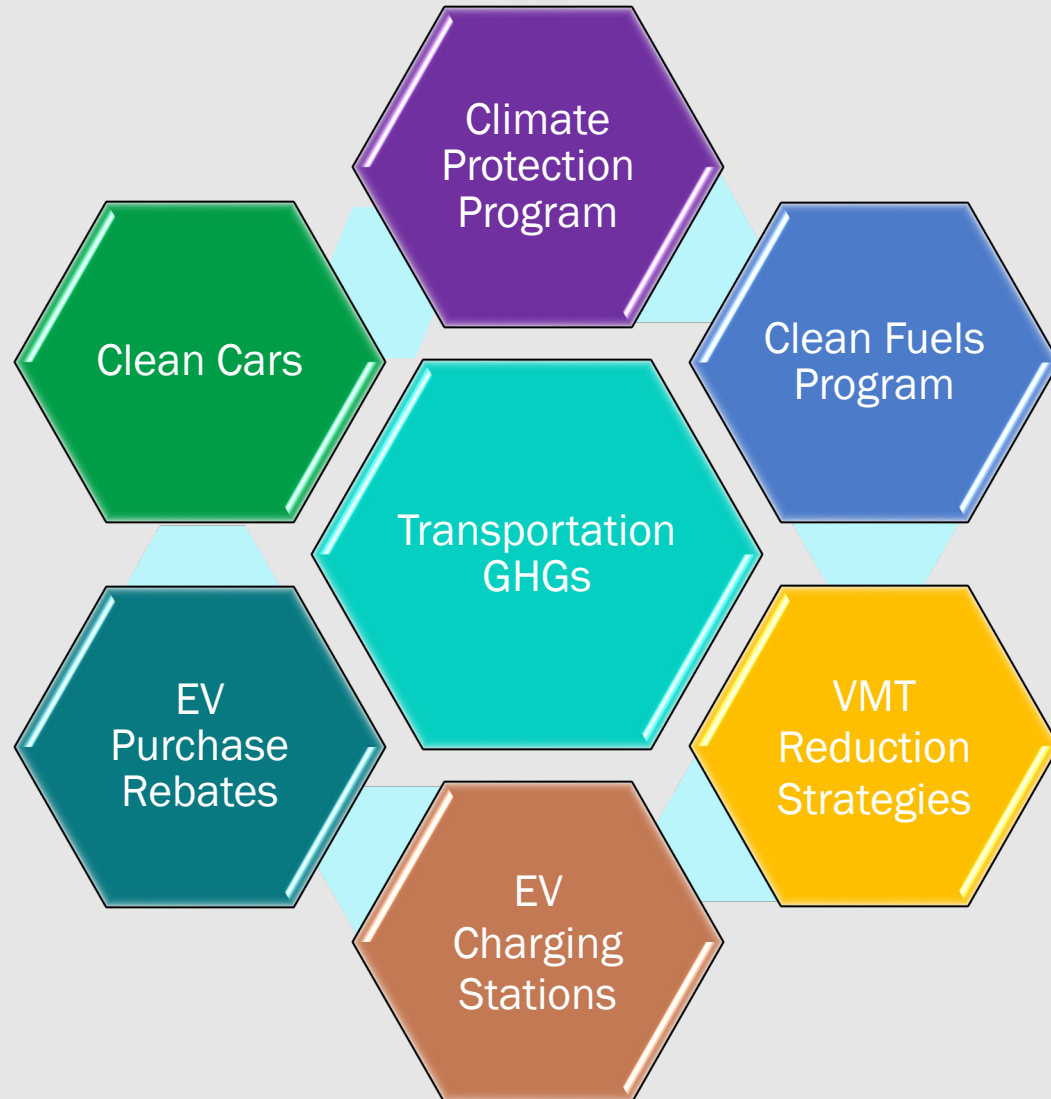 Climate
Protection
Program
Clean Fuels
Program
VMT
Reduction
Strategies
EV
Charging
Stations
EV
Purchase
Rebates
Clean Cars
Transportation
GHGs